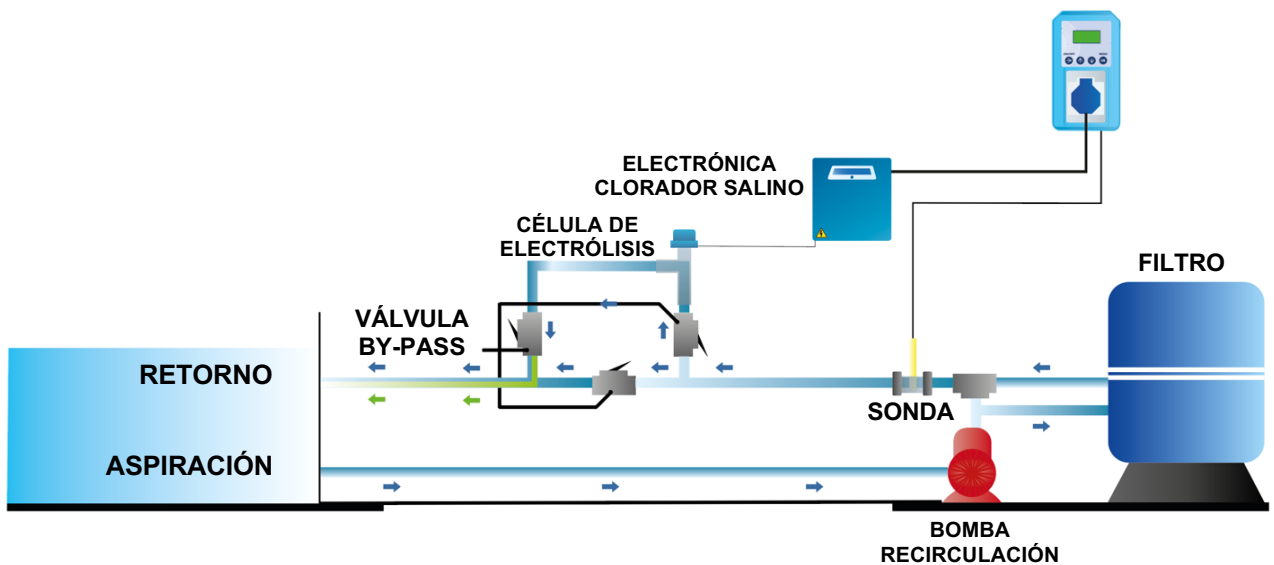 ELECTRÓNICA
CLORADOR SALINO
CÉLULA DE
ELECTRÓLISIS
FILTRO
VÁLVULA
BY-PASS
RETORNO
SONDA
ASPIRACIÓN
BOMBA
RECIRCULACIÓN